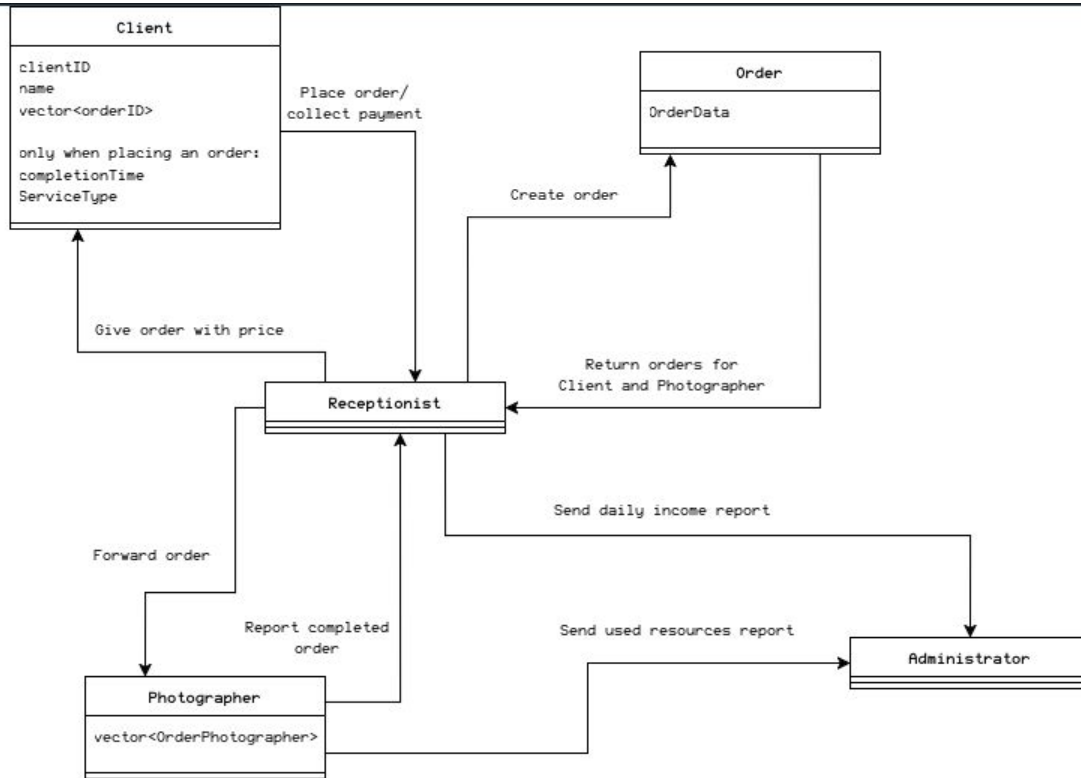 Client
clientID
name
vector<orderID>
only when placing an order:
completionTime
ServiceType
Place order/
collect payment
Order
OrderData
Create order
Give order with price
Return orders for
Client and Photographer
Receptionist
Send daily income report
Forward order
Report completed
order
Send used resources report
Administrator
Photographer
vector<OrderPhotographer>